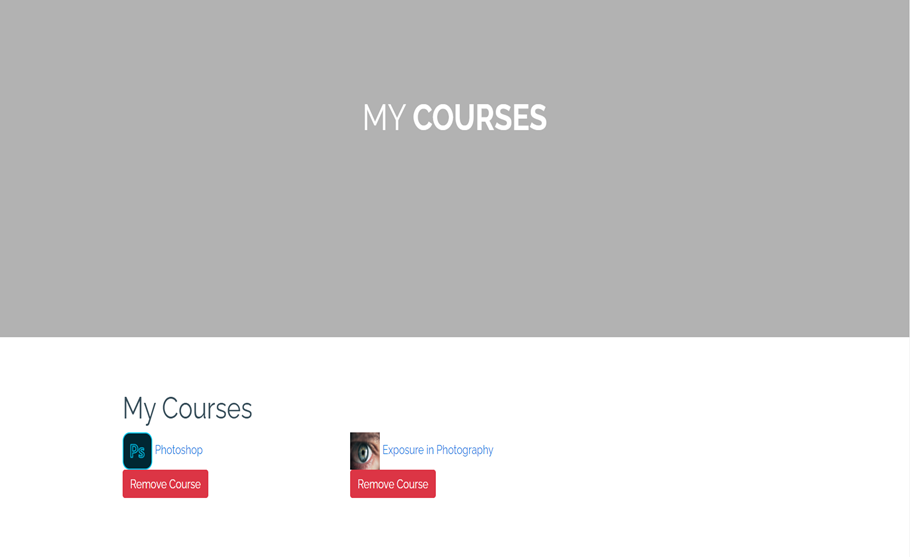 MY COURSES
My Courses
Ps Photoshop
Exposure in Photography
Remove Course
Remove Course